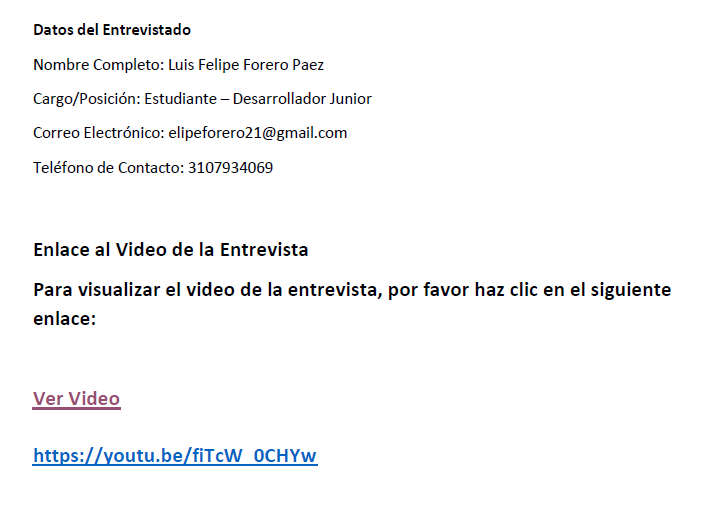 Datos del Entrevistado
Nombre Completo: Luis Felipe Forero Paez
Cargo/Posición: Estudiante – Desarrollador Junior
Correo Electrónico: elipeforero21@gmail.com
Teléfono de Contacto: 3107934069
Enlace al Video de la Entrevista
Para visualizar el video de la entrevista, por favor haz clic en el siguiente
enlace:
Ver Video
https://youtu.be/fiTcW_0CHYw